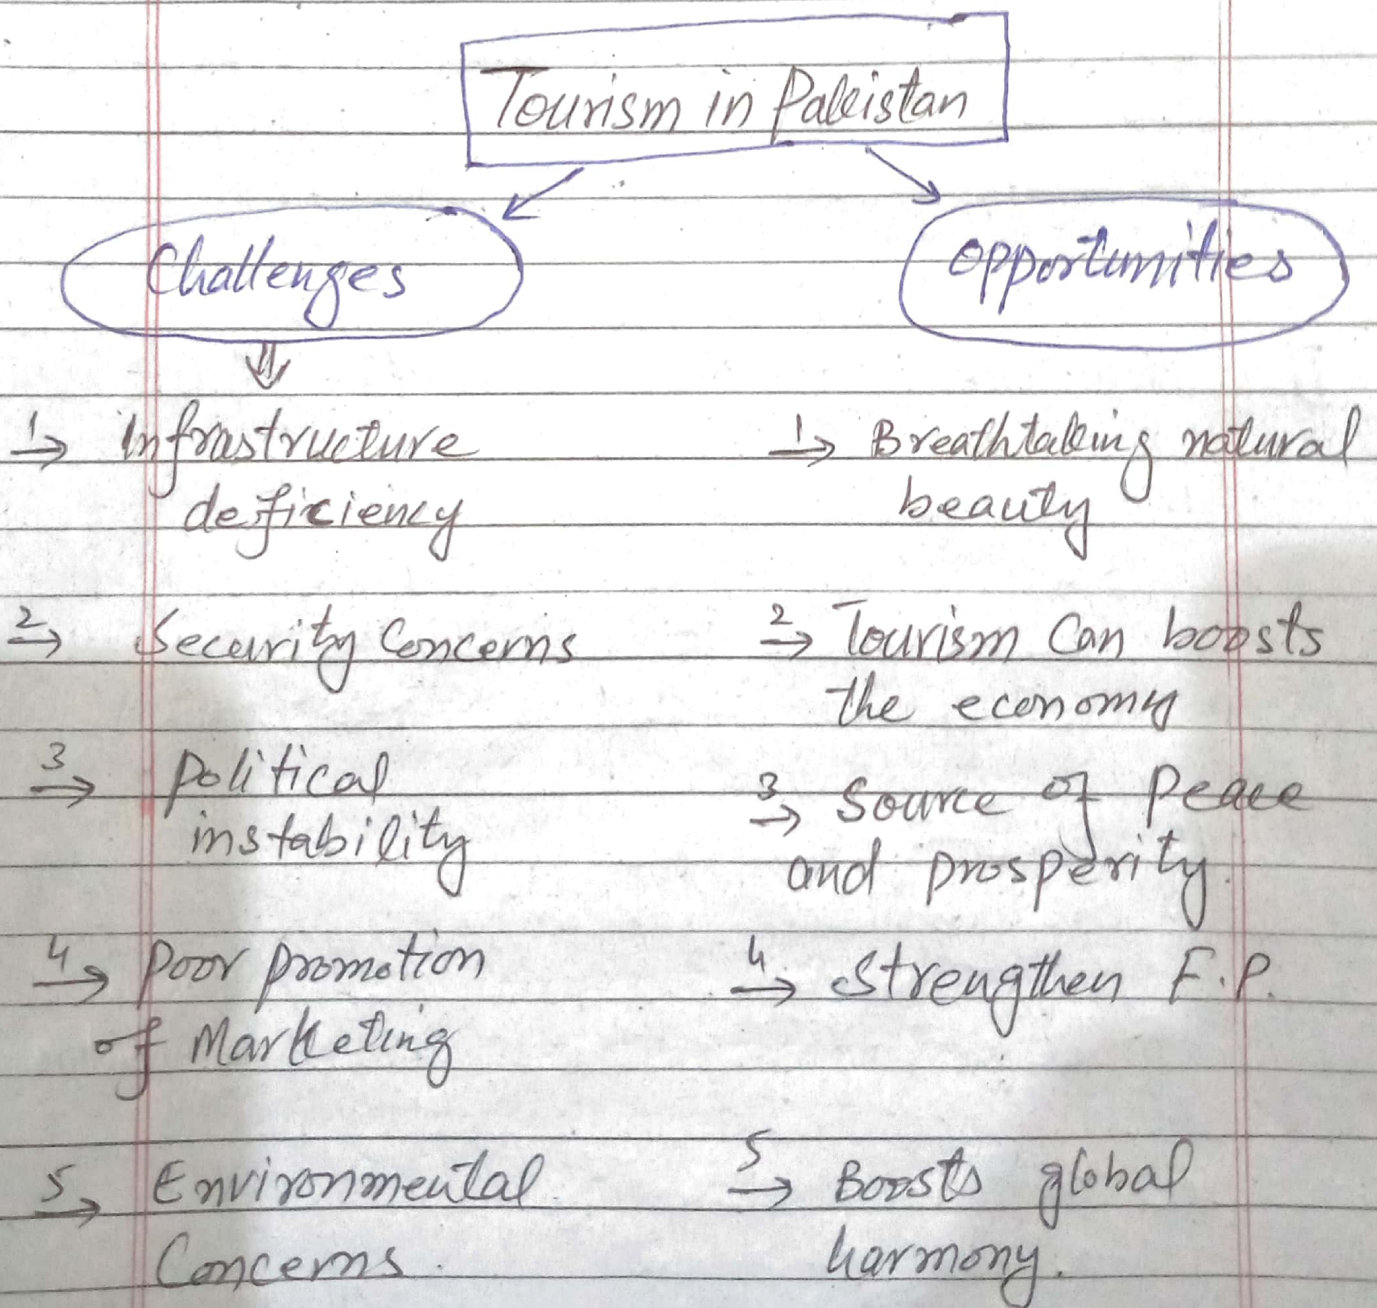 Tourism in Pakistan
Challenges
Opportunities
1 → Infrastructure
deficiency
2 → Security Concerns
3 → Political
instability
4 → Poor promotion
of Marketing
5 → Environmental
Concerns.
1 → Breathtaking natural
beauty
2 → Tourism Can boosts
the economy
3 → Source of Peace
and prosperity.
4 → Strengthen F.P.
5 → Boosts global
harmony.